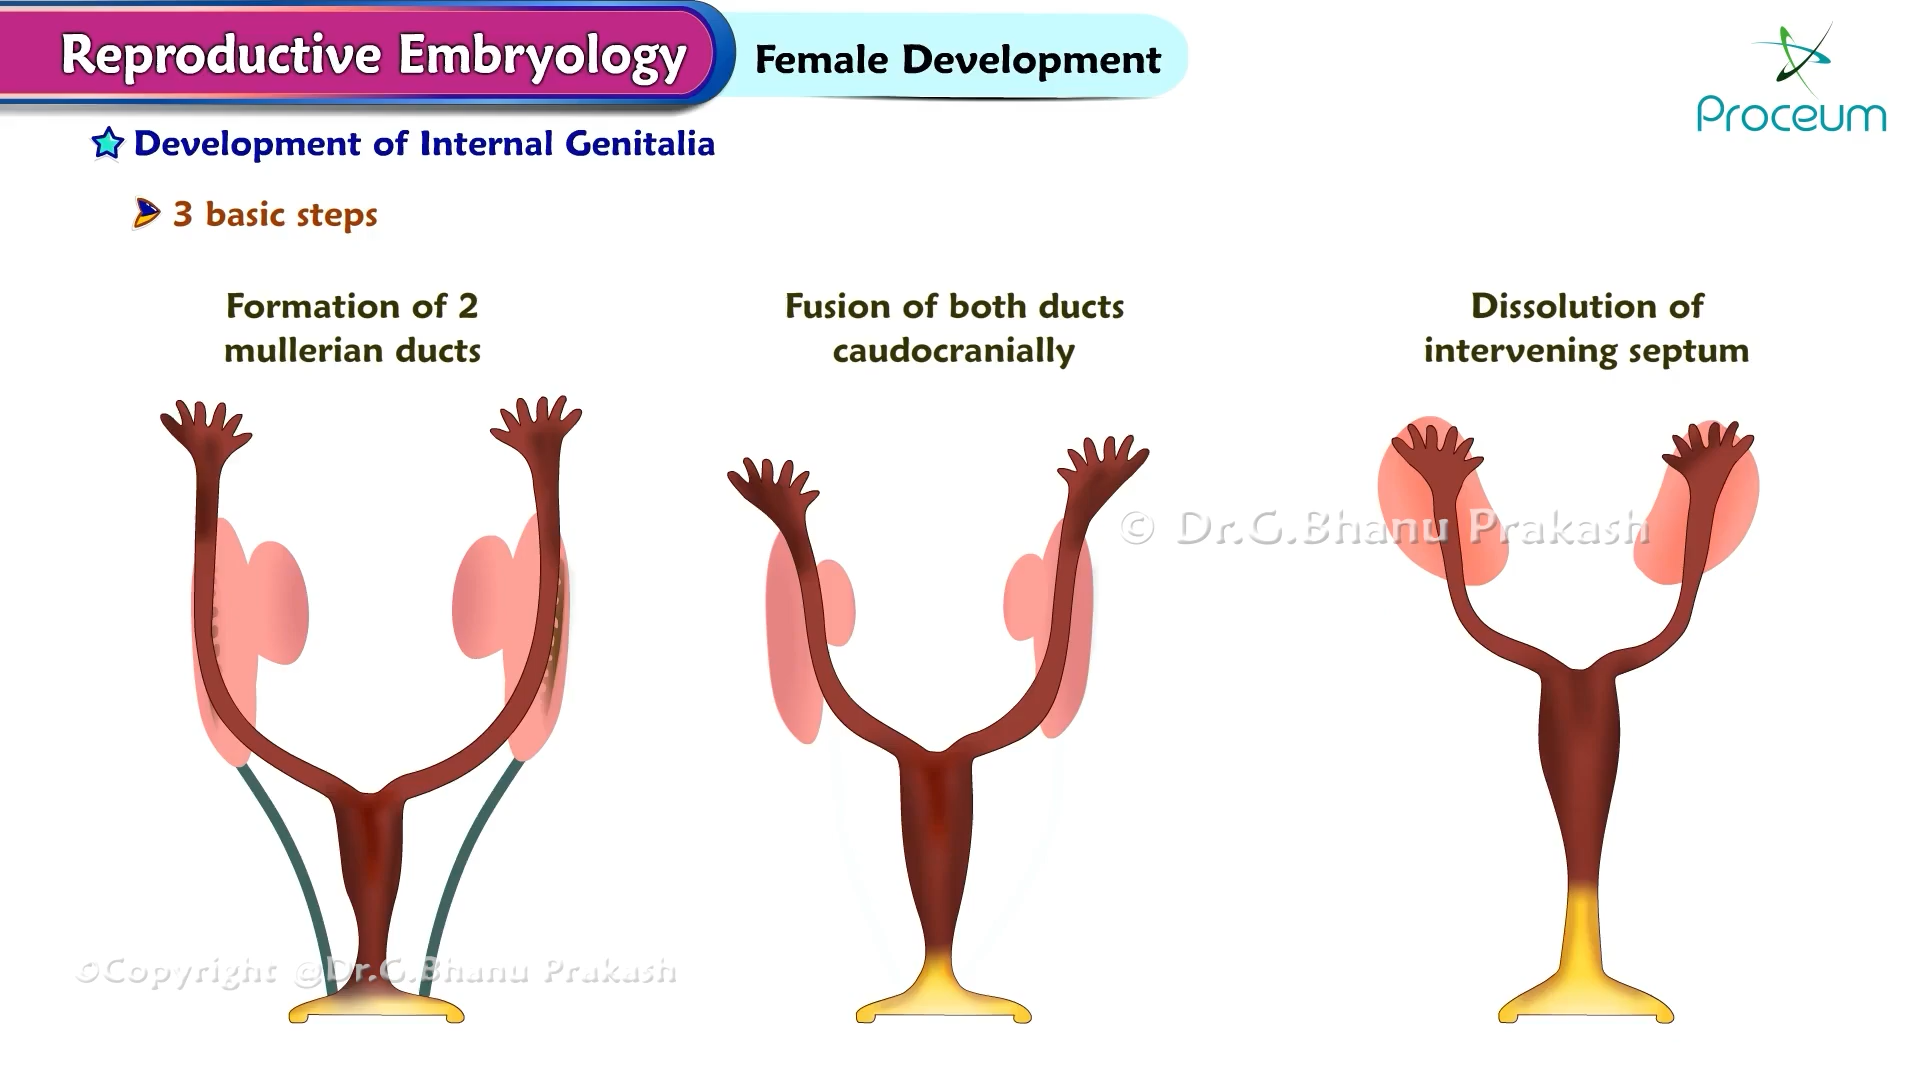 Reproductive Embryology
Female Development
Proceum
Development of Internal Genitalia
3 basic steps
Formation of 2
mullerian ducts
Fusion of both ducts
caudocranially
Dissolution of
intervening septum
© Dr.G.Bhanu Prakash
©Copyright @Dr.G.Bhanu Prakash